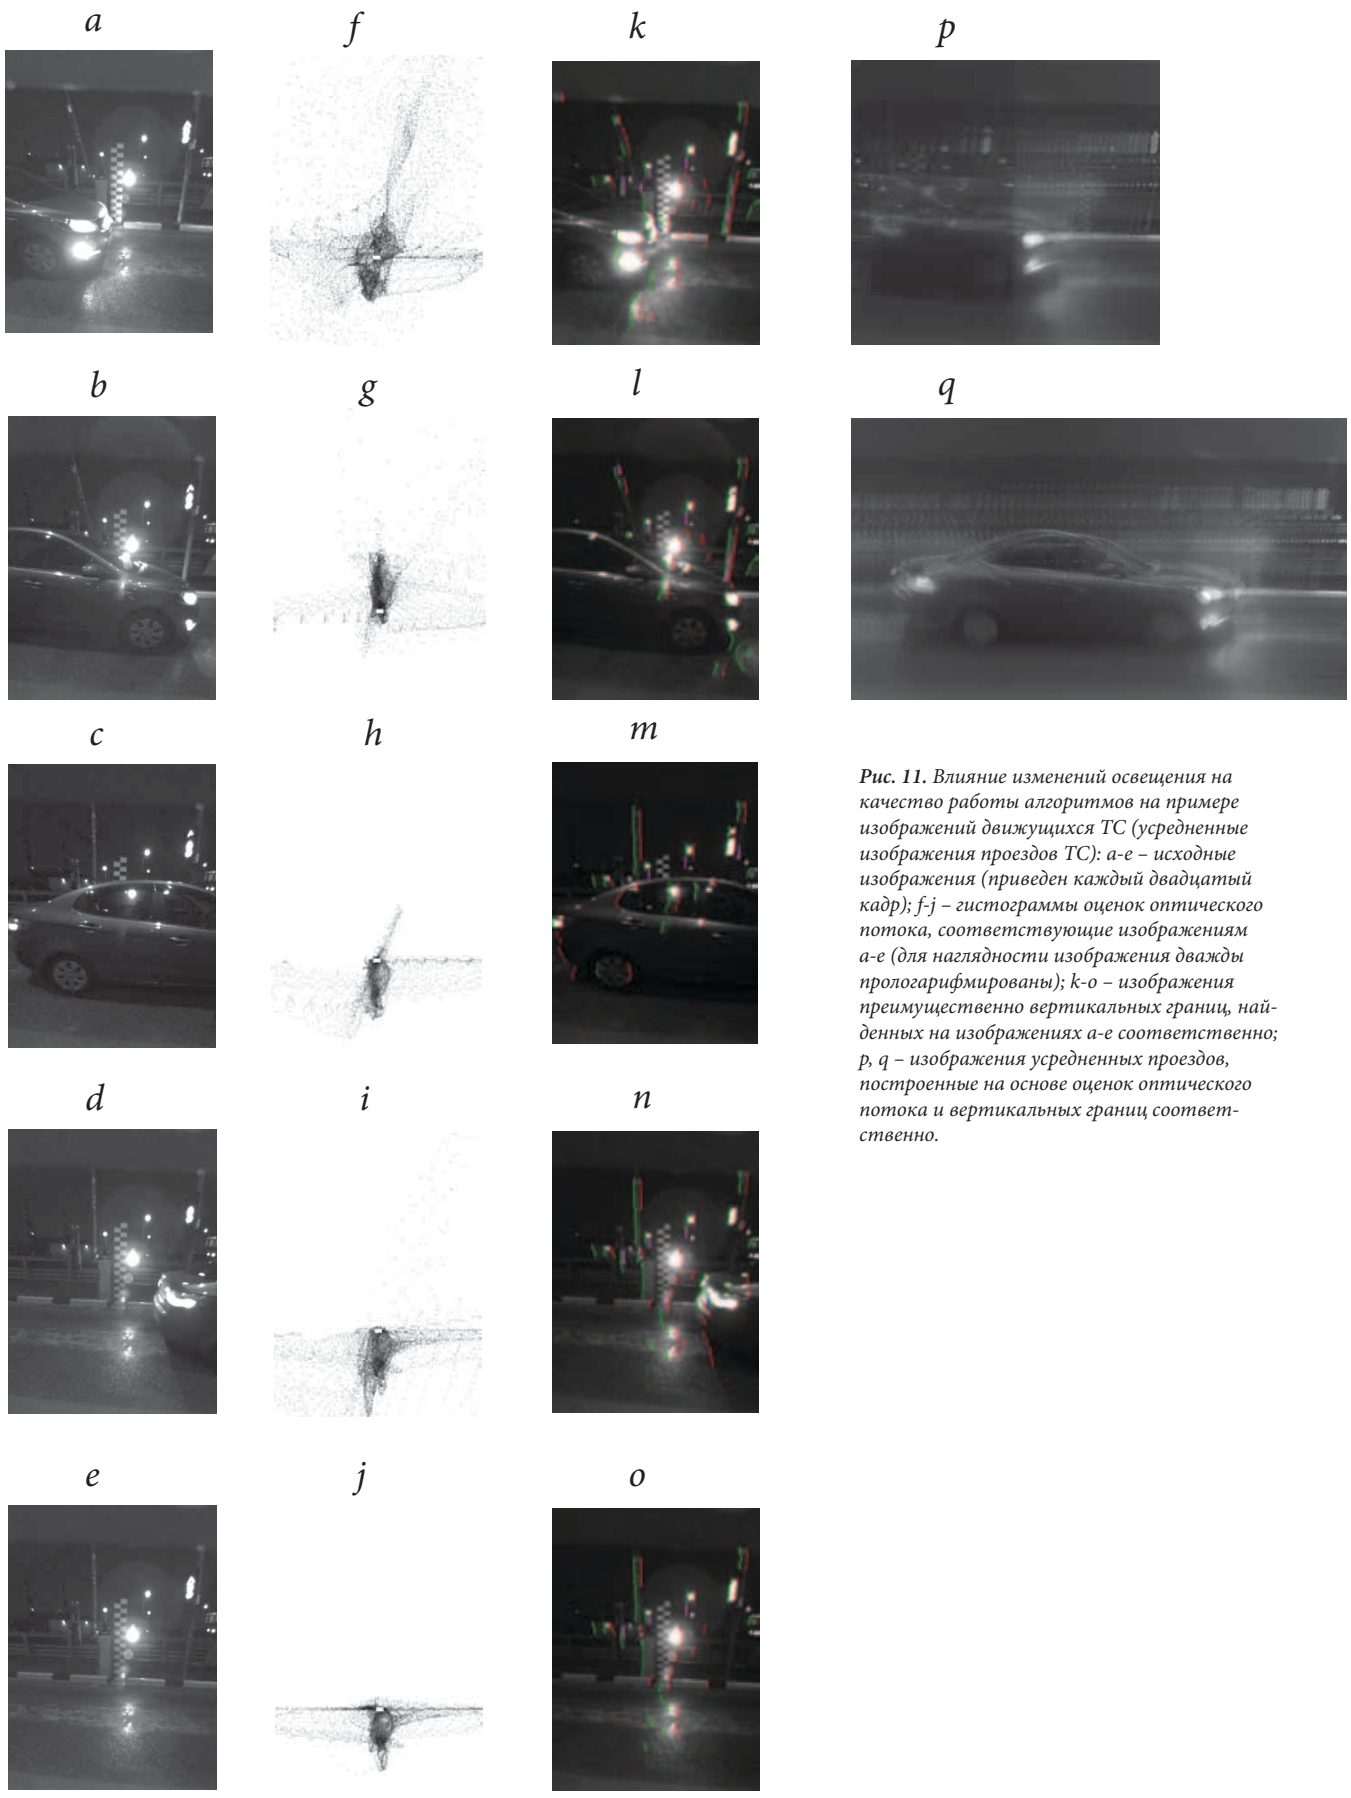 a
f
k
p
b
g
l
q
c
h
m
Рис. 11. Влияние изменений освещения на
качество работы алгоритмов на примере
изображений движущихся ТС (усредненные
изображения проездов ТС): a-e – исходные
изображения (приведен каждый двадцатый
кадр); f-j – гистограммы оценок оптического
потока, соответствующие изображениям
a-e (для наглядности изображения дважды
прологарифмированы); k-o – изображения
преимущественно вертикальных границ, най-
денных на изображениях a-e соответственно;
p, q – изображения усредненных проездов,
построенные на основе оценок оптического
потока и вертикальных границ соответ-
ственно.
d
i
n
e
j
o